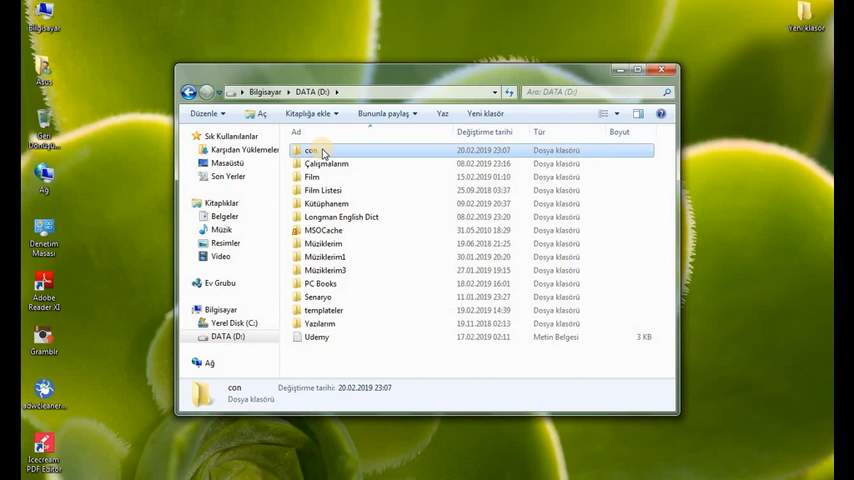 Bilgisayar
Asus
Geri
Dönüşü...
Ağ
Denetim
Masası
Adobe
Reader XI
Gramblr
adwcleaner...
Icecream
PDF Editor
Yeni klasör
Bilgisayar
DATA (D:)
Ara: DATA (D:)
Düzenle
Aç
Kitaplığa ekle
Bununla paylaş
Yaz
Yeni klasör
Sık Kullanılanlar
Karşıdan Yüklemeler
Masaüstü
Son Yerler
Kitaplıklar
Belgeler
Müzik
Resimler
Video
Ev Grubu
Bilgisayar
Yerel Disk (C:)
DATA (D:)
Ağ
Ad Değiştirme tarihi Tür Boyut
con 20.02.2019 23:07 Dosya klasörü
Çalışmalarım 08.02.2019 23:16 Dosya klasörü
Film 15.02.2019 01:10 Dosya klasörü
Film Listesi 25.09.2018 03:37 Dosya klasörü
Kütüphanem 09.02.2019 20:37 Dosya klasörü
Longman English Dict 08.02.2019 23:20 Dosya klasörü
MSOCache 31.05.2010 18:29 Dosya klasörü
Müziklerim 19.06.2018 21:25 Dosya klasörü
Müziklerim1 30.01.2019 20:20 Dosya klasörü
Müziklerim3 27.01.2019 19:15 Dosya klasörü
PC Books 18.02.2019 16:01 Dosya klasörü
Senaryo 11.01.2019 23:27 Dosya klasörü
templateler 19.02.2019 14:39 Dosya klasörü
Yazılarım 19.11.2018 02:13 Dosya klasörü
Udemy 17.02.2019 02:11 Metin Belgesi 3 KB
con Değiştirme tarihi: 20.02.2019 23:07
Dosya klasörü